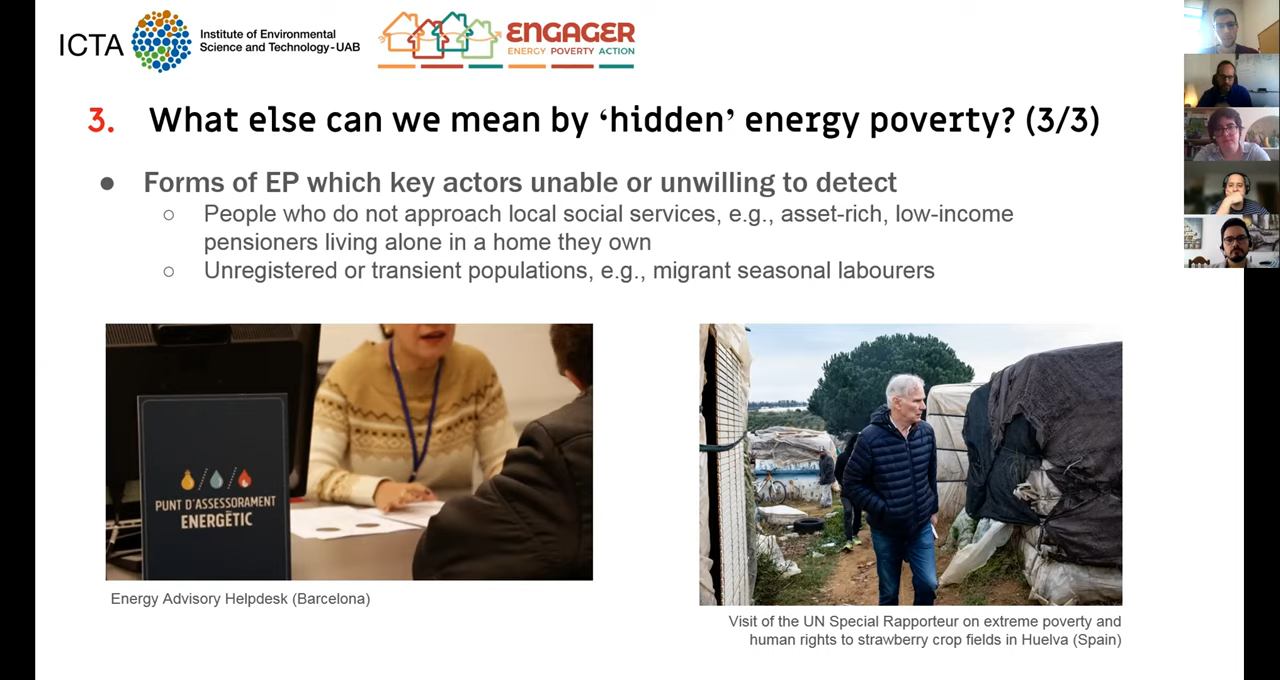 ICTA
Institute of Environmental
Science and Technology-UAB
ENGAGER
ENERGY POVERTY ACTION
3. What else can we mean by ‘hidden’ energy poverty? (3/3)
● Forms of EP which key actors unable or unwilling to detect
○ People who do not approach local social services, e.g., asset-rich, low-income
pensioners living alone in a home they own
○ Unregistered or transient populations, e.g., migrant seasonal labourers
PUNT D'ASSESSORAMENT
ENERGÈTIC
Energy Advisory Helpdesk (Barcelona)
Visit of the UN Special Rapporteur on extreme poverty and
human rights to strawberry crop fields in Huelva (Spain)